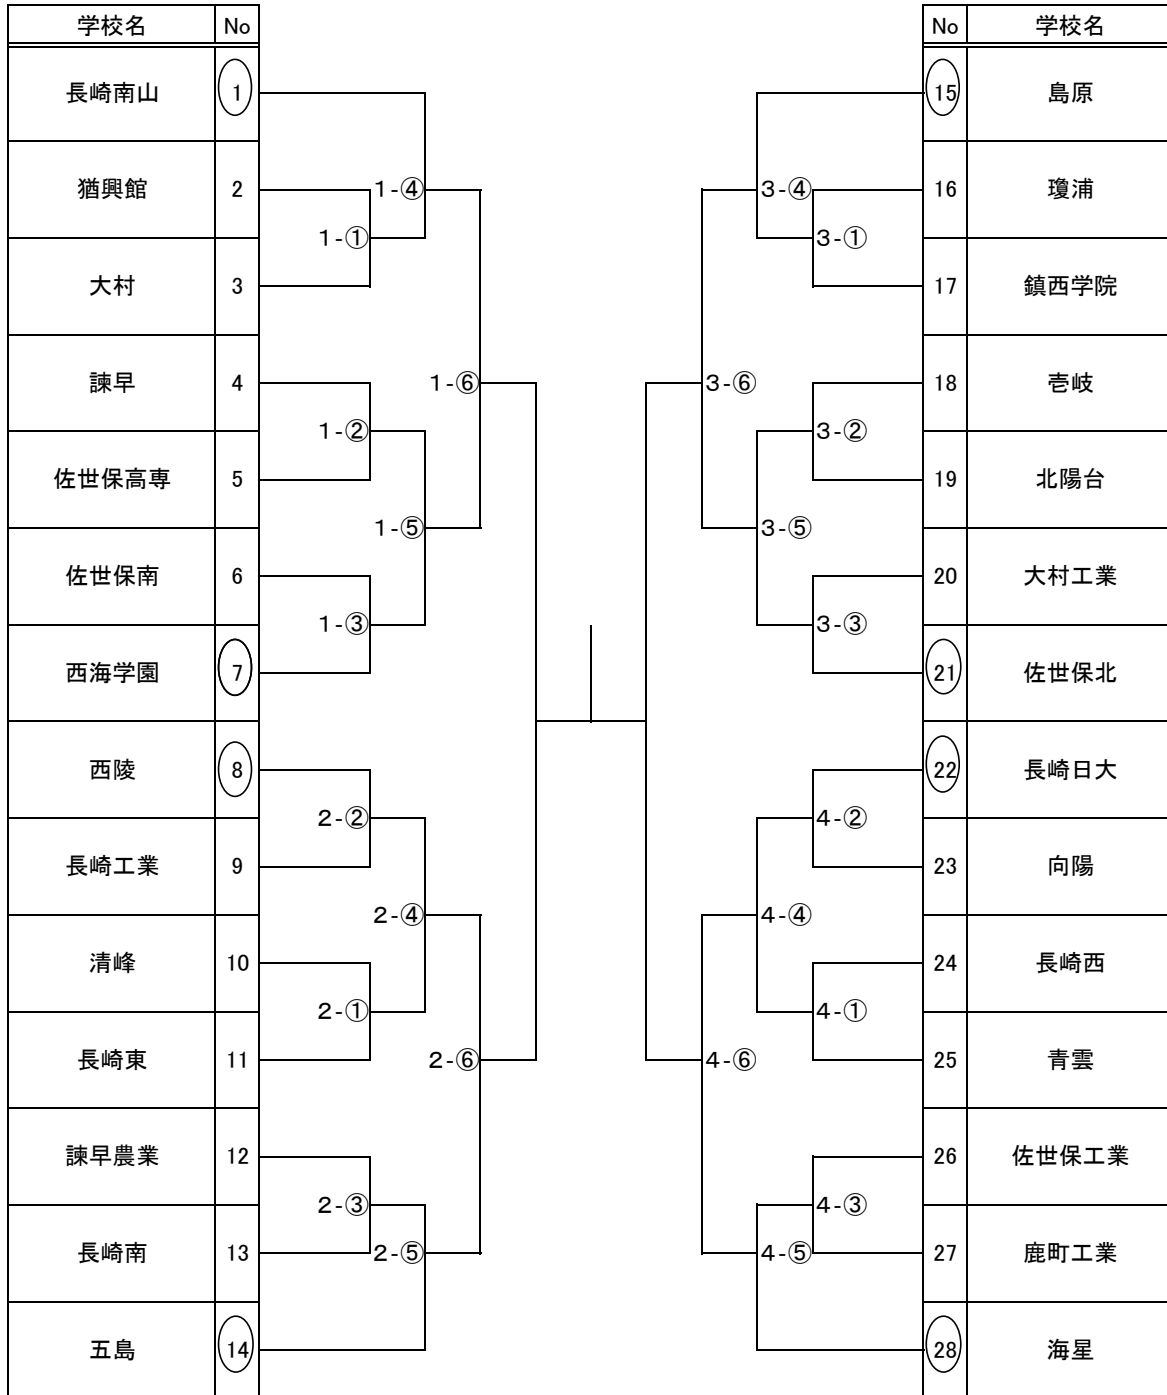 学校名 No
長崎南山 1
猶興館 2
大村 3
諫早 4
佐世保高専 5
佐世保南 6
西海学園 7
西陵 8
長崎工業 9
清峰 10
長崎東 11
諫早農業 12
長崎南 13
五島 14
1-④
1-①
1-⑥
1-②
1-⑤
1-③
2-②
2-④
2-①
2-⑥
2-③
2-⑤
3-④
3-①
3-⑥
3-②
3-⑤
3-③
4-②
4-④
4-①
4-⑥
4-③
4-⑤
No 学校名
15 島原
16 瓊浦
17 鎮西学院
18 壱岐
19 北陽台
20 大村工業
21 佐世保北
22 長崎日大
23 向陽
24 長崎西
25 青雲
26 佐世保工業
27 鹿町工業
28 海星